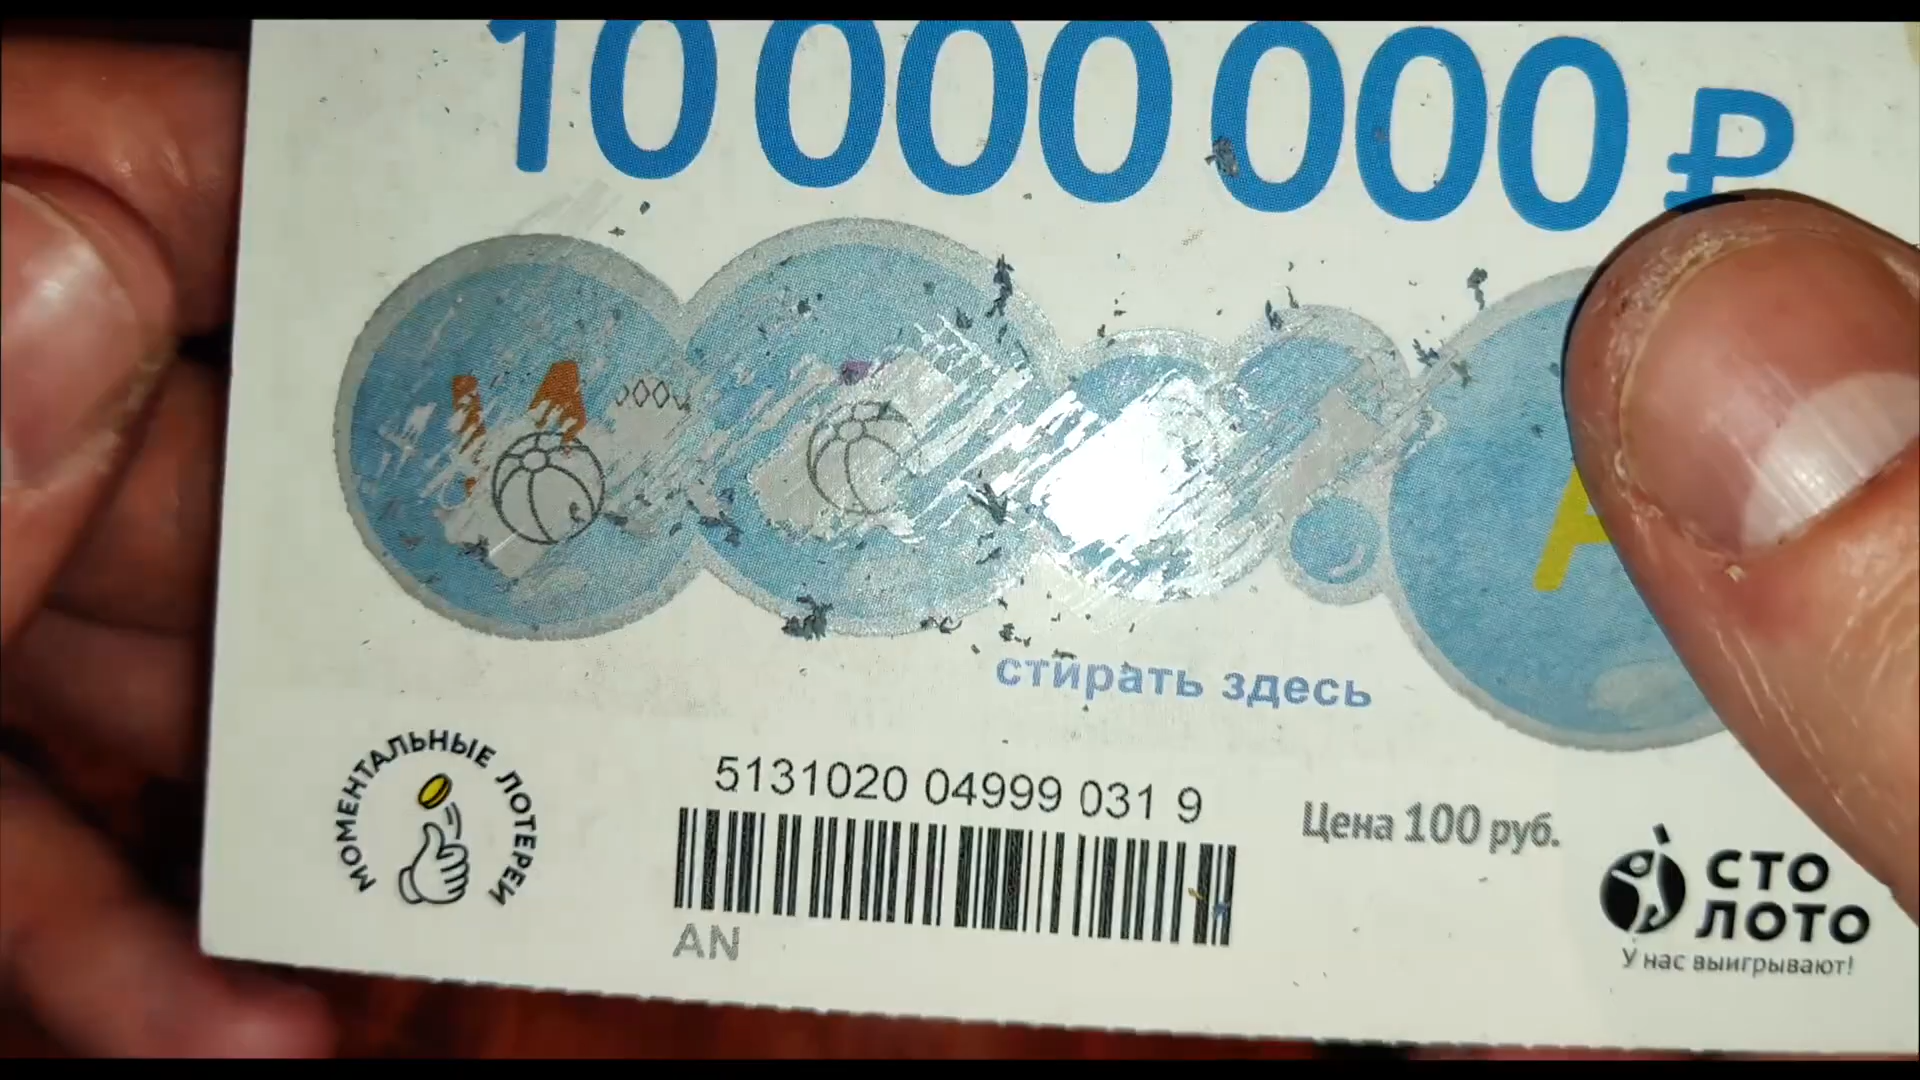 10 000 000 ₽
стирать здесь
МОМЕНТАЛЬНЫЕ ЛОТЕРЕИ
5131020 04999 031 9
Цена 100 руб.
AN
СТО
ЛОТО
У нас выигрывают!